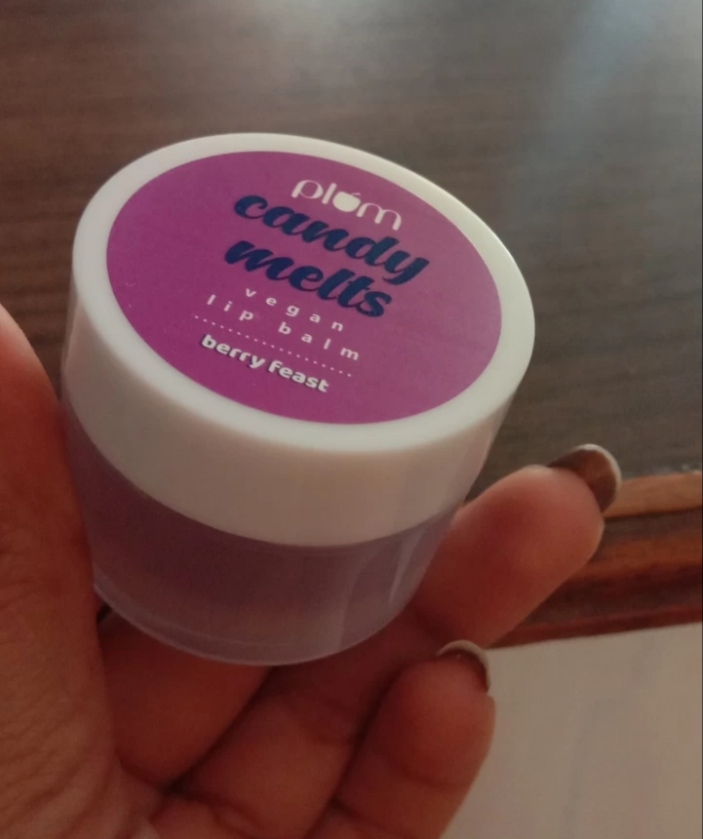 plum
candy
melts
vegan
lip balm
berry feast